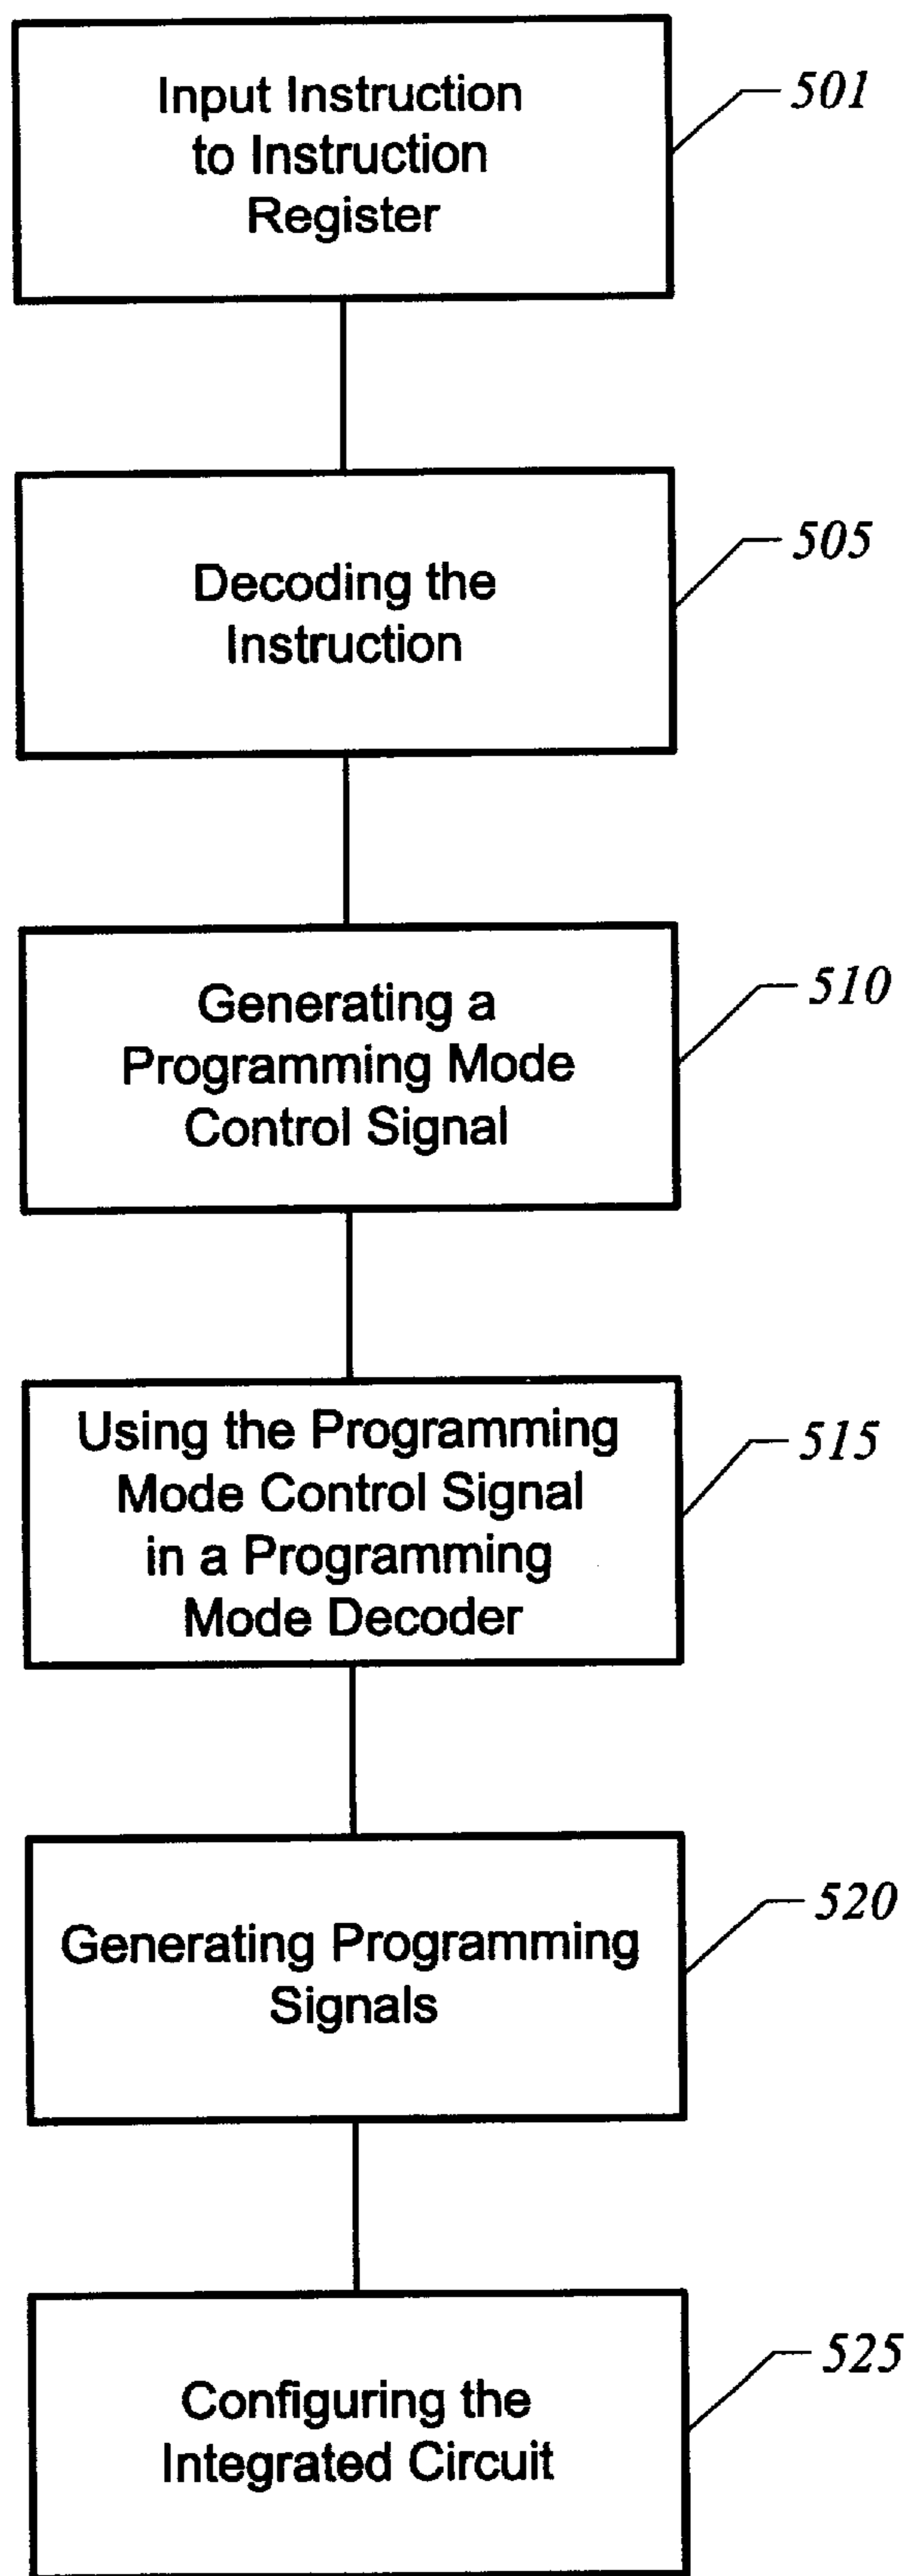 Input Instruction
to Instruction
Register
501
Decoding the
Instruction
505
Generating a
Programming Mode
Control Signal
510
Using the Programming
Mode Control Signal
in a Programming
Mode Decoder
515
Generating Programming
Signals
520
Configuring the
Integrated Circuit
525